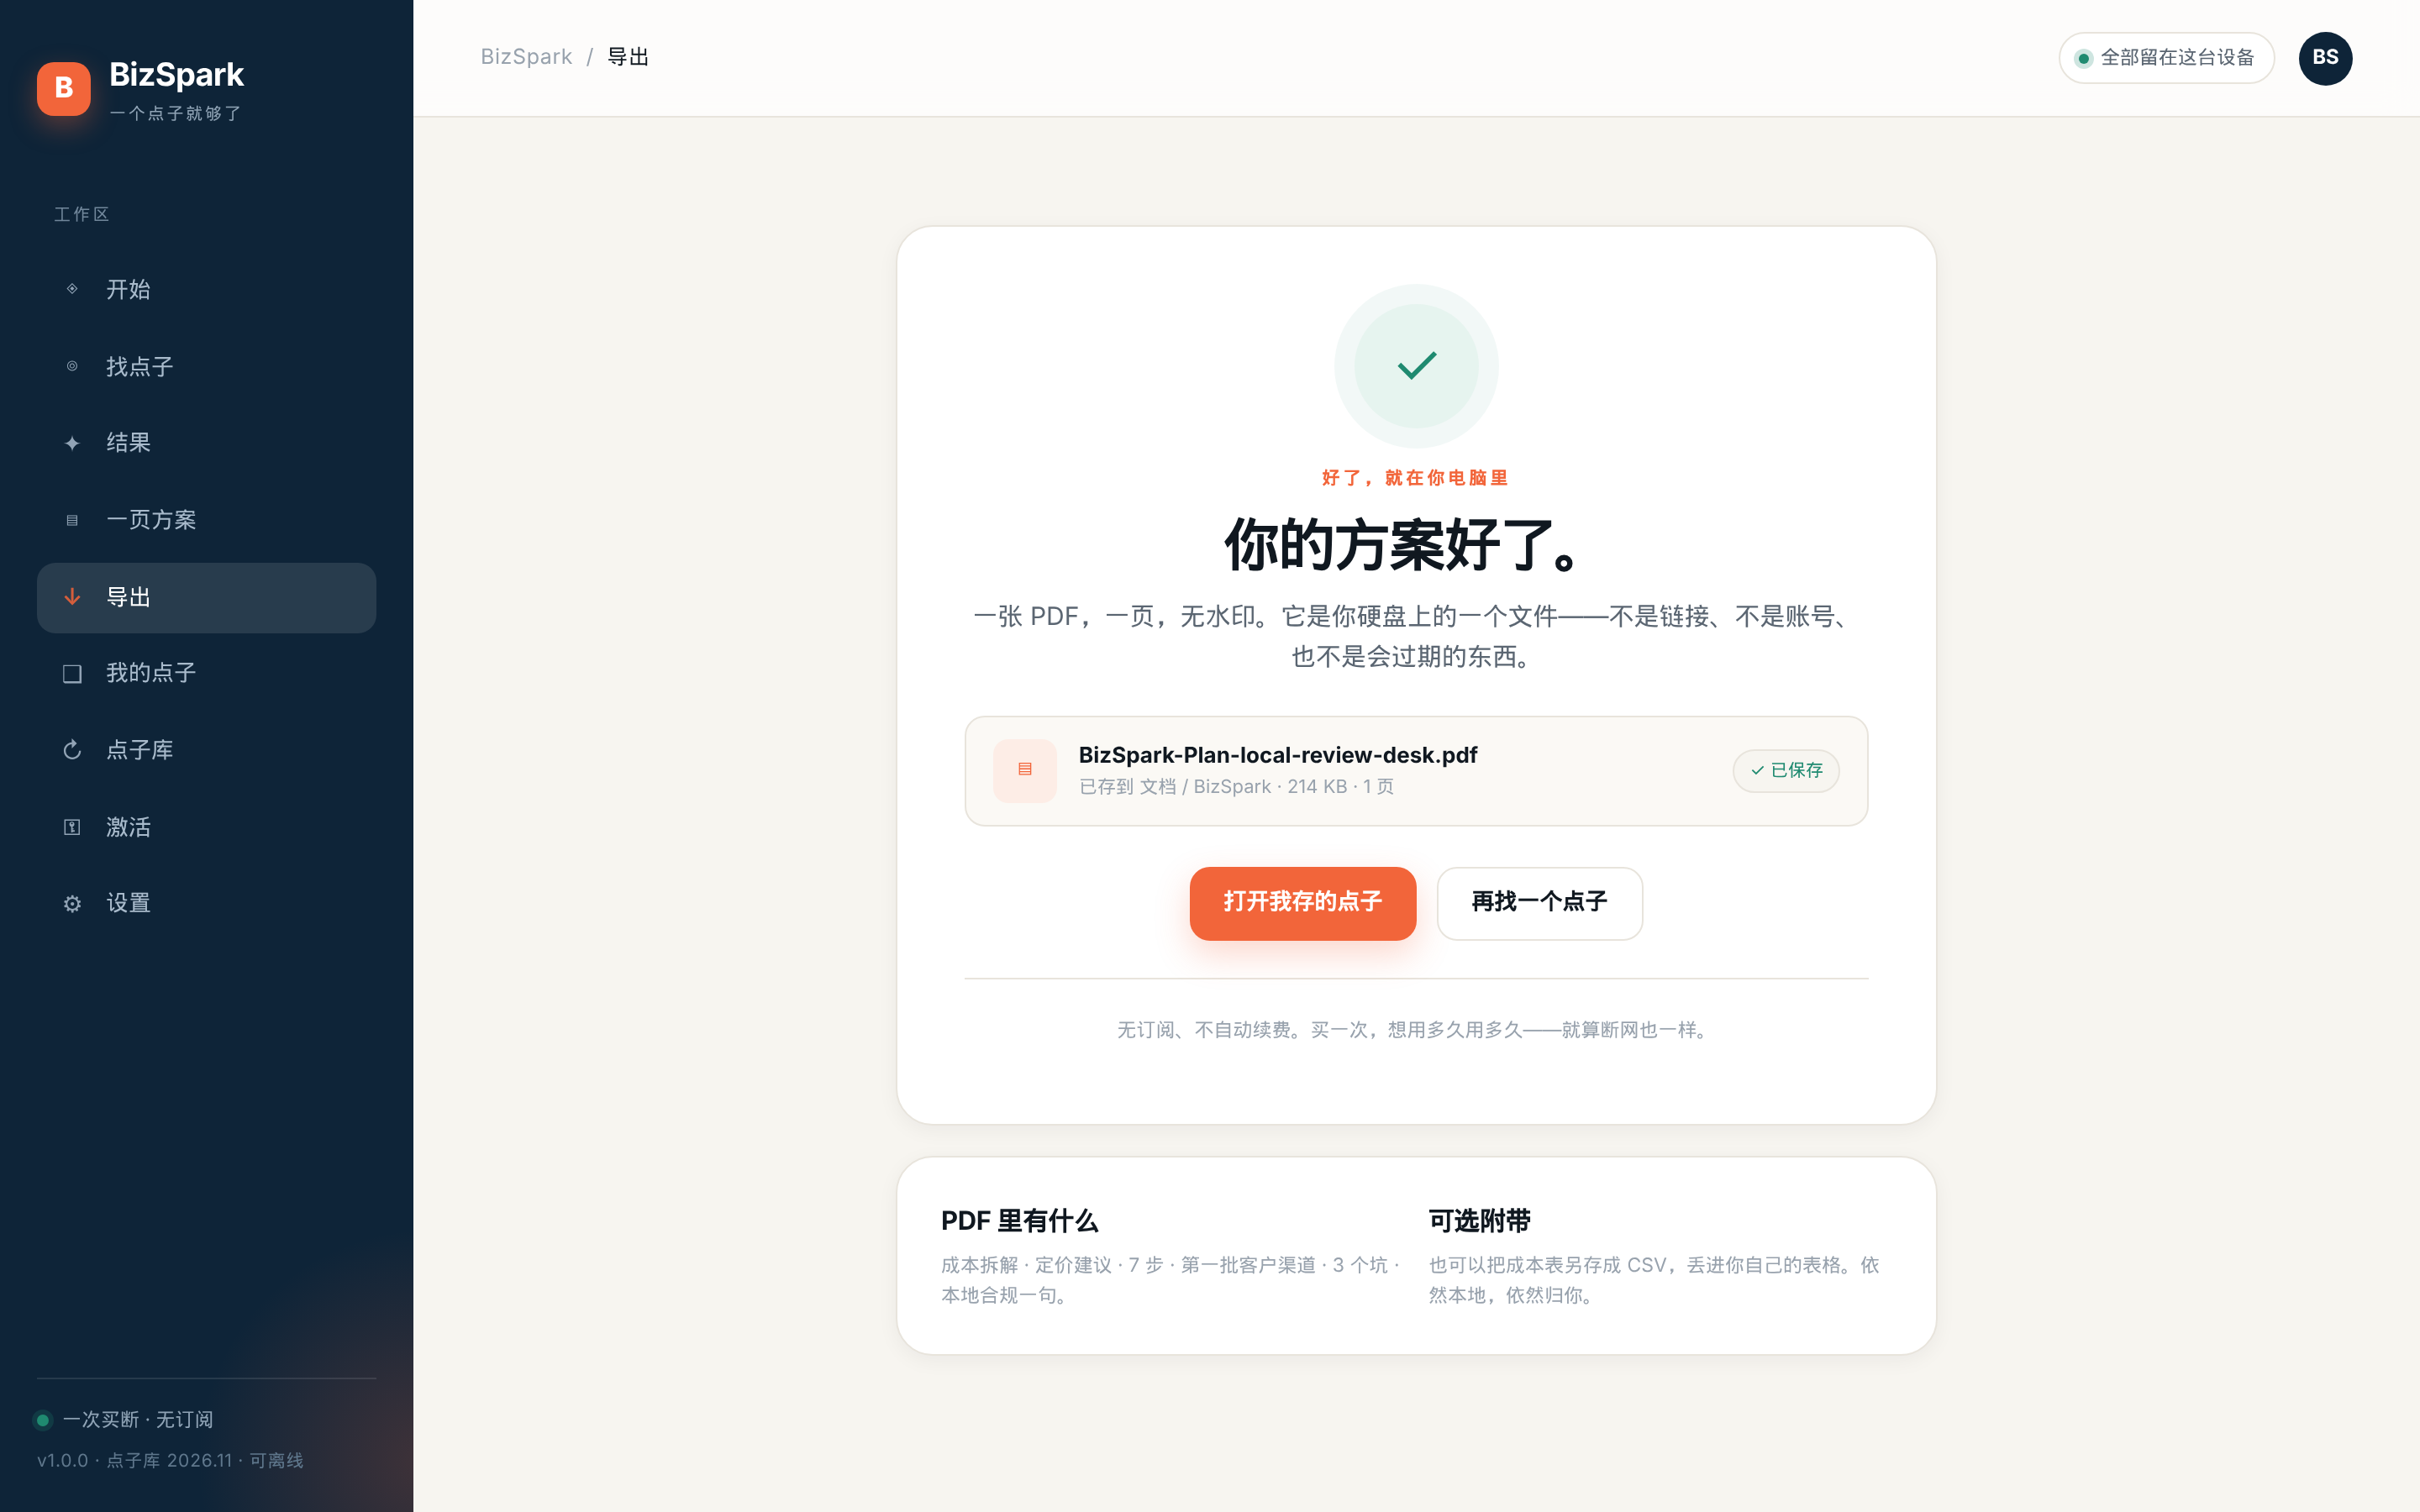 B
BizSpark
一个点子就够了
工作区
开始
找点子
结果
一页方案
导出
我的点子
点子库
激活
设置
一次买断 · 无订阅
v1.0.0 · 点子库 2026.11 · 可离线
BizSpark / 导出
全部留在这台设备
BS
好了，就在你电脑里
你的方案好了。
一张 PDF，一页，无水印。它是你硬盘上的一个文件——不是链接、不是账号、
也不是会过期的东西。
BizSpark-Plan-local-review-desk.pdf
已存到 文档 / BizSpark · 214 KB · 1 页
✓ 已保存
打开我存的点子
再找一个点子
无订阅、不自动续费。买一次，想用多久用多久——就算断网也一样。
PDF 里有什么
成本拆解 · 定价建议 · 7 步 · 第一批客户渠道 · 3 个坑 ·
本地合规一句。
可选附带
也可以把成本表另存成 CSV，丢进你自己的表格。依
然本地，依然归你。